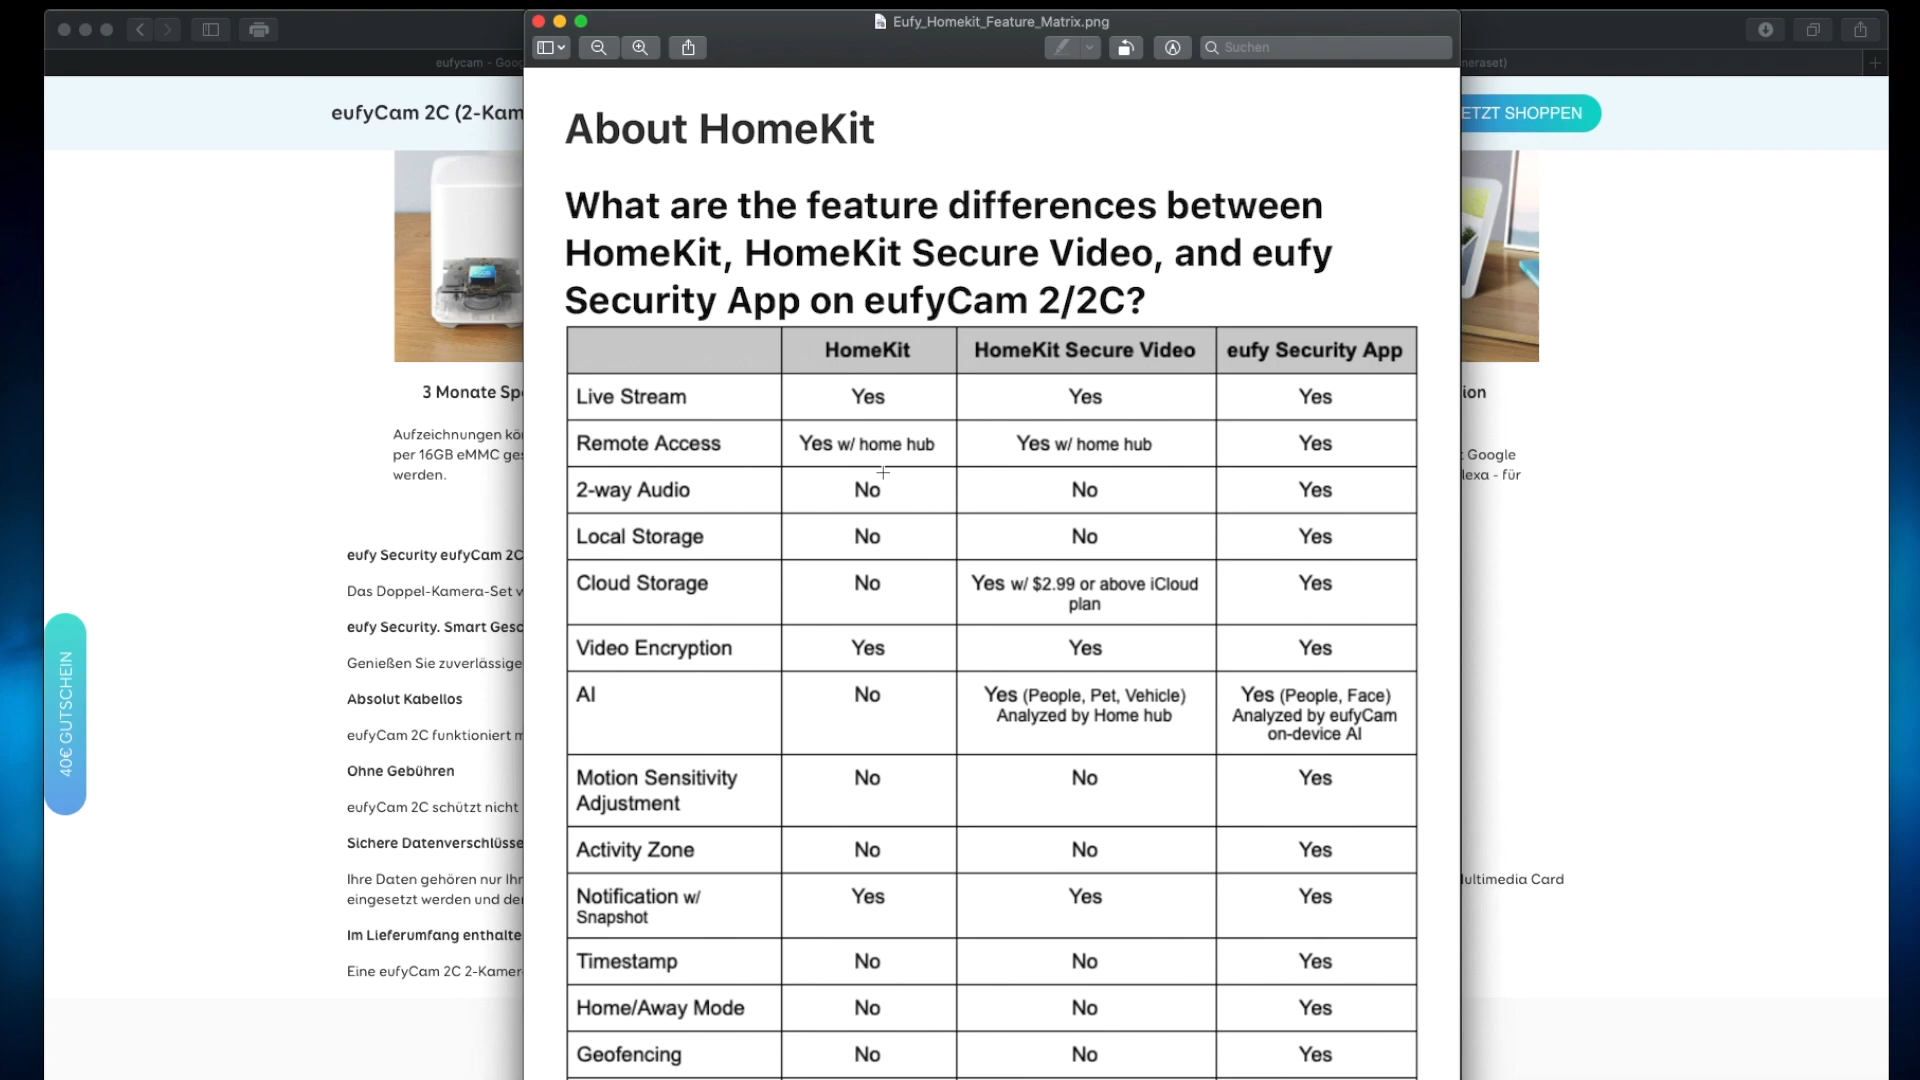 Eufy_Homekit_Feature_Matrix.png
Suchen
eufycam - Goo
neraset)
eufyCam 2C (2-Kam
ETZT SHOPPEN
About HomeKit
What are the feature differences between
HomeKit, HomeKit Secure Video, and eufy
Security App on eufyCam 2/2C?
HomeKit HomeKit Secure Video eufy Security App
Live Stream Yes Yes Yes
Remote Access Yes w/ home hub Yes w/ home hub Yes
2-way Audio No No Yes
Local Storage No No Yes
Cloud Storage No Yes w/ $2.99 or above iCloud Yes
plan
Video Encryption Yes Yes Yes
AI No Yes (People, Pet, Vehicle) Yes (People, Face)
Analyzed by Home hub Analyzed by eufyCam
on-device AI
Motion Sensitivity No No Yes
Adjustment
Activity Zone No No Yes
Notification w/ Yes Yes Yes
Snapshot
Timestamp No No Yes
Home/Away Mode No No Yes
Geofencing No No Yes
3 Monate Spe
Aufzeichnungen kö
per 16GB eMMC ges
werden.
eufy Security eufyCam 2C
Das Doppel-Kamera-Set v
eufy Security. Smart Gesc
Genießen Sie zuverlässige
Absolut Kabellos
eufyCam 2C funktioniert m
Ohne Gebühren
eufyCam 2C schützt nicht
Sichere Datenverschlüsse
Ihre Daten gehören nur Ihr
eingesetzt werden und der
Im Lieferumfang enthalte
Eine eufyCam 2C 2-Kamer
40€ GUTSCHEIN
ion
Google
lexa - für
ultimedia Card